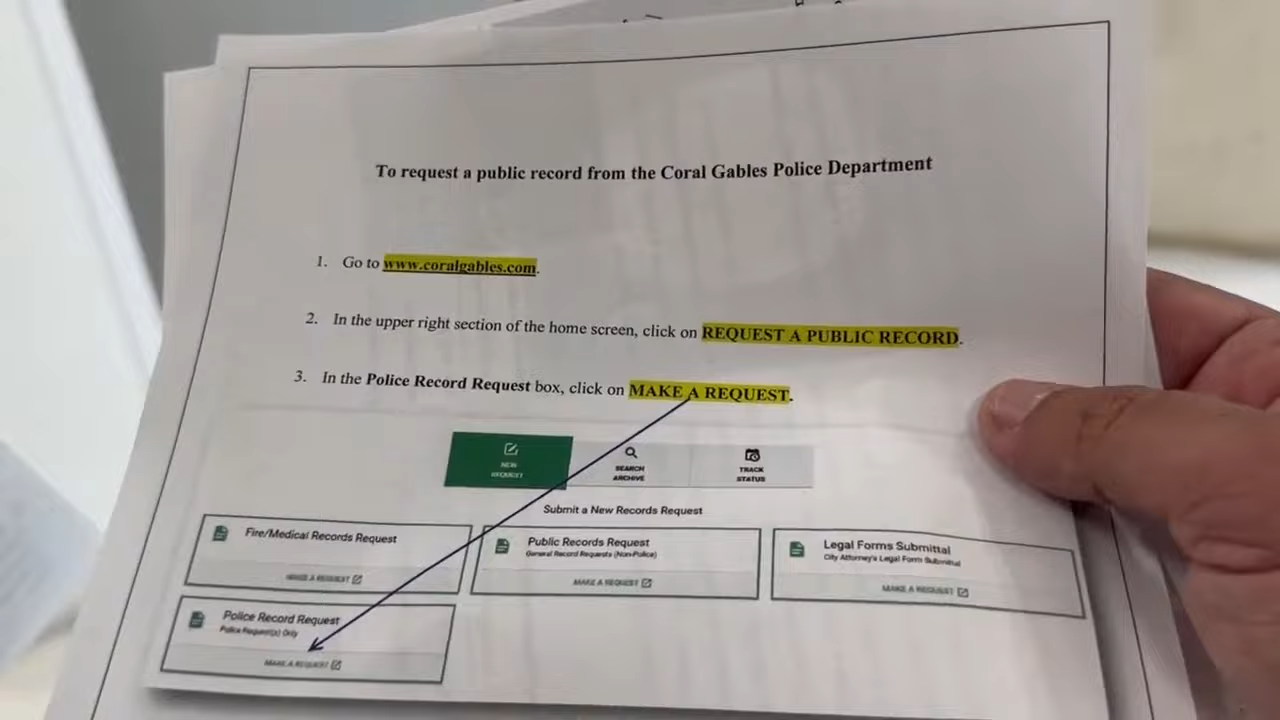 To request a public record from the Coral Gables Police Department
1. Go to www.coralgables.com.
2. In the upper right section of the home screen, click on REQUEST A PUBLIC RECORD.
3. In the Police Record Request box, click on MAKE A REQUEST.
NEW
REQUEST
SEARCH
ARCHIVE
TRACK
STATUS
Submit a New Records Request
Fire/Medical Records Request
MAKE A REQUEST
Public Records Request
General Record Requests (Non-Police)
MAKE A REQUEST
Legal Forms Submittal
City Attorney's Legal Form Submittal
MAKE A REQUEST
Police Record Request
Police Request(s) Only
MAKE A REQUEST